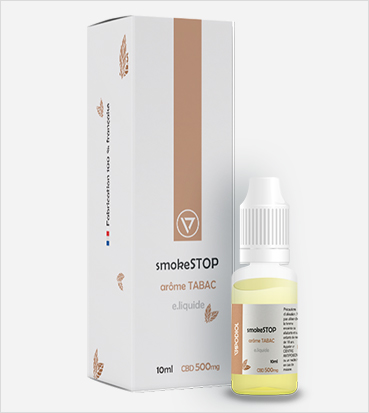 Fabrication 100 % française
smokeSTOP
arôme TABAC
e.liquide
10ml CBD 500mg
smokeSTOP
arôme TABAC
e.liquide
10ml
CBD 500mg